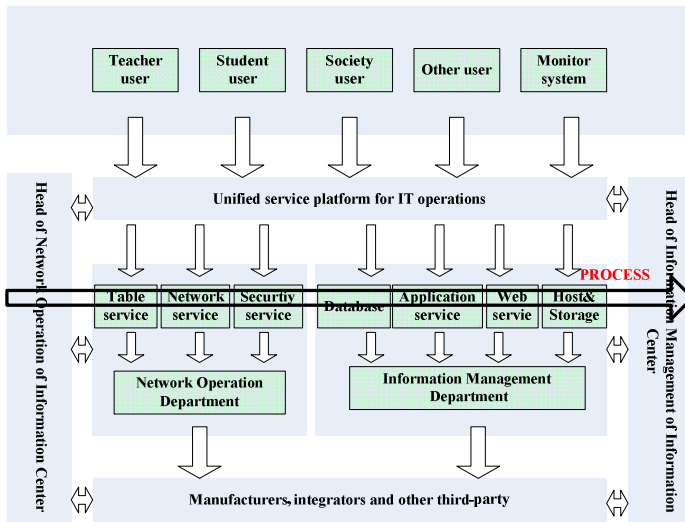 Teacher
user
Student
user
Society
user
Other user
Monitor
system
Unified service platform for IT operations
Head of Network Operation of Information Center
Head of Information Management of Information
Center
PROCESS
Table
service
Network
service
Securtiy
service
Database
Application
service
Web
servie
Host&
Storage
Network Operation
Department
Information Management
Department
Manufacturers, integrators and other third-party